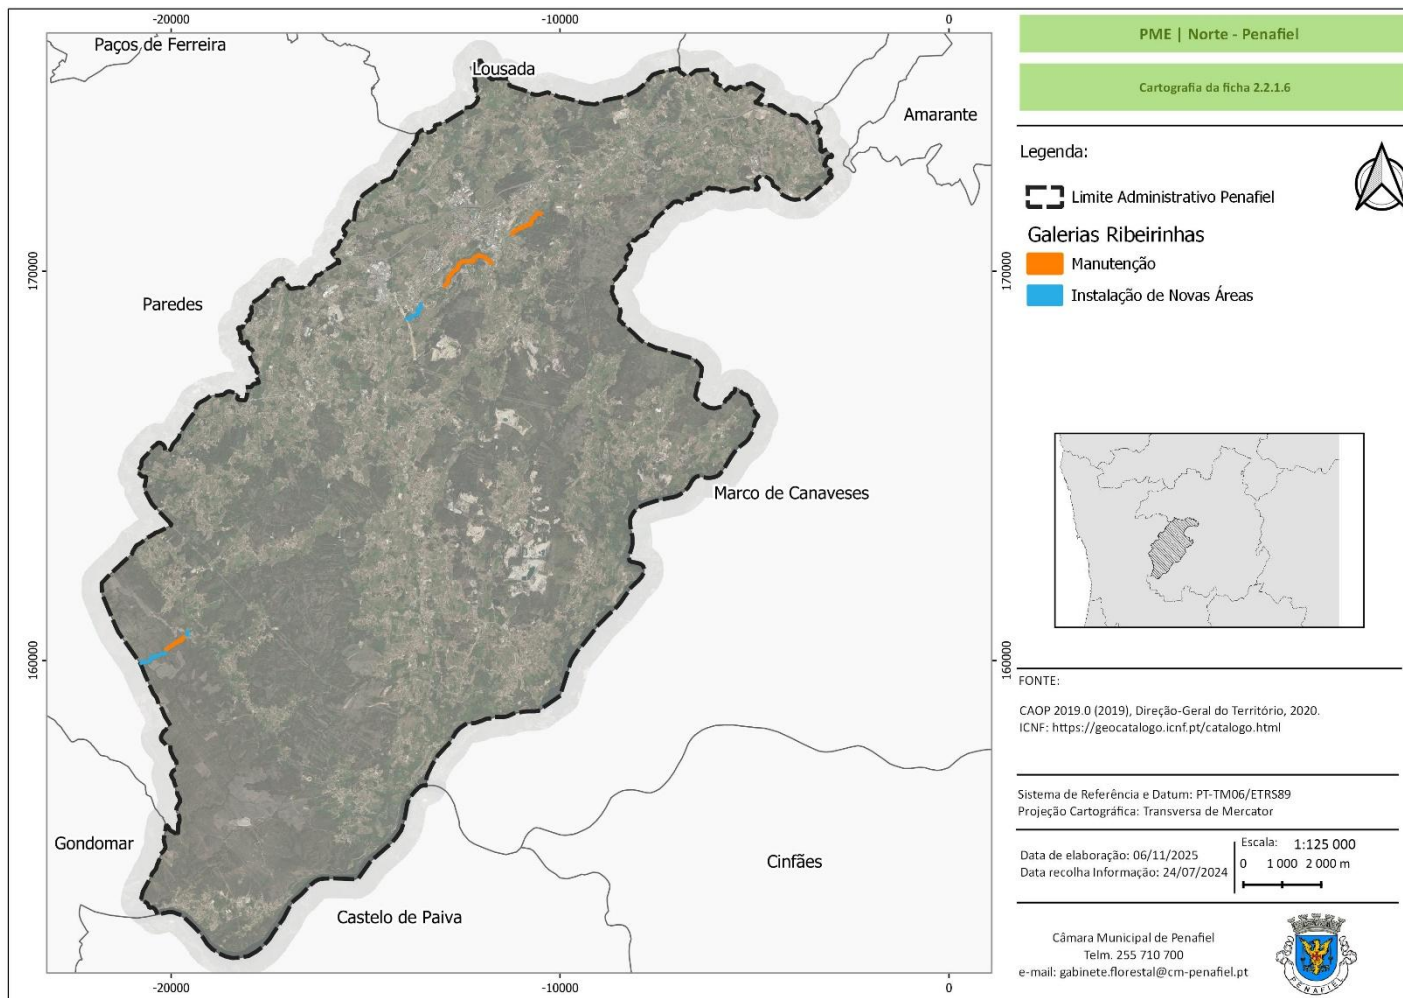 -20000
-10000
0
Paços de Ferreira
Lousada
Amarante
170000
170000
Paredes
Marco de Canaveses
160000
160000
Gondomar
Cinfães
Castelo de Paiva
-20000
-10000
0
PME | Norte - Penafiel
Cartografia da ficha 2.2.1.6
Legenda:
Limite Administrativo Penafiel
Galerias Ribeirinhas
Manutenção
Instalação de Novas Áreas
FONTE:
CAOP 2019.0 (2019), Direção-Geral do Território, 2020.
ICNF: https://geocatalogo.icnf.pt/catalogo.html
Sistema de Referência e Datum: PT-TM06/ETRS89
Projeção Cartográfica: Transversa de Mercator
Data de elaboração: 06/11/2025
Data recolha Informação: 24/07/2024
Escala: 1:125 000
0 1 000 2 000 m
Câmara Municipal de Penafiel
Telm. 255 710 700
e-mail: gabinete.florestal@cm-penafiel.pt
PENAFIEL